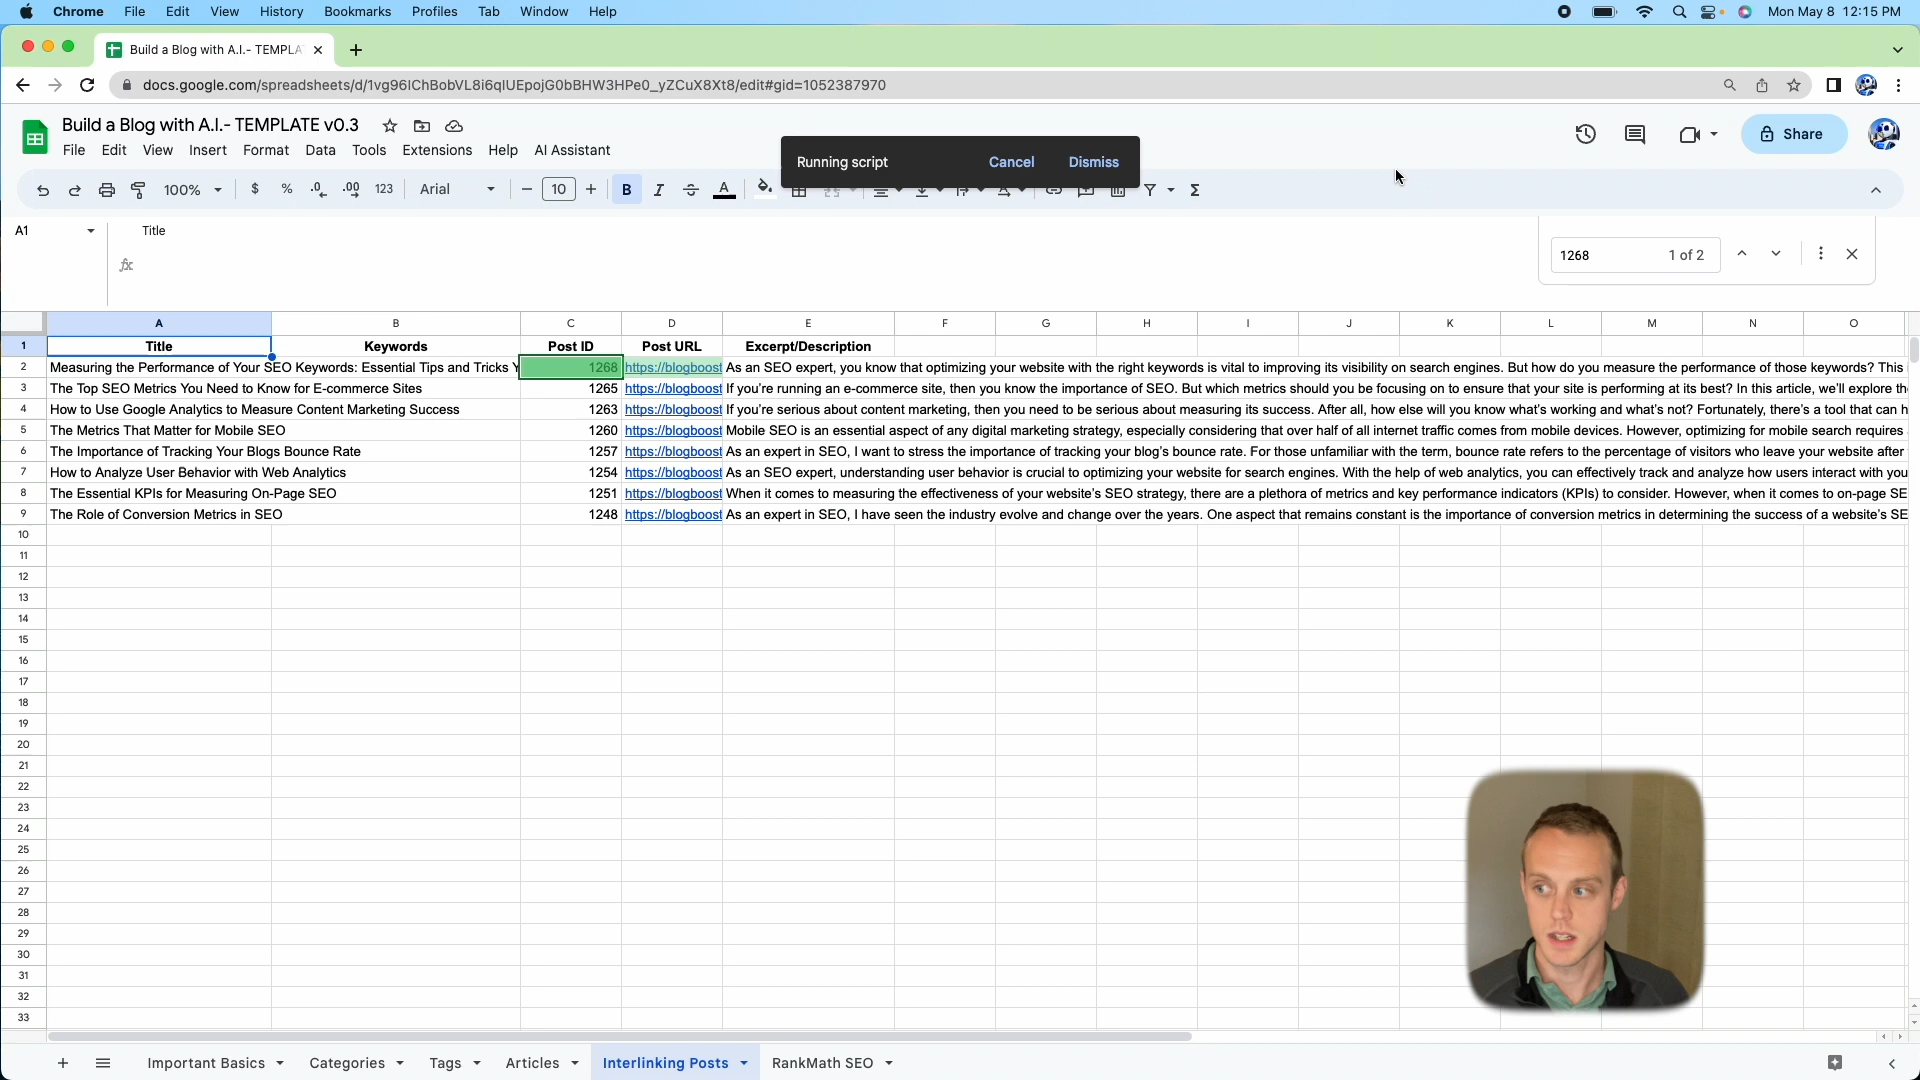 Chrome File Edit View History Bookmarks Profiles Tab Window Help Mon May 8 12:15 PM
Build a Blog with A.I.- TEMPLA
docs.google.com/spreadsheets/d/1vg96IChBobVL8i6qIUEpojG0bBHW3HPe0_yZCuX8Xt8/edit#gid=1052387970
Build a Blog with A.I.- TEMPLATE v0.3
Share
File Edit View Insert Format Data Tools Extensions Help AI Assistant
Running script Cancel Dismiss
100% $ % .0 .00 123 Arial 10 B I S A Σ
A1 Title
fx
1268 1 of 2
A B C D E F G H I J K L M N O
1 Title Keywords Post ID Post URL Excerpt/Description
2 Measuring the Performance of Your SEO Keywords: Essential Tips and Tricks Y 1268 https://blogboost As an SEO expert, you know that optimizing your website with the right keywords is vital to improving its visibility on search engines. But how do you measure the performance of those keywords? This
3 The Top SEO Metrics You Need to Know for E-commerce Sites 1265 https://blogboost If you're running an e-commerce site, then you know the importance of SEO. But which metrics should you be focusing on to ensure that your site is performing at its best? In this article, we'll explore the
4 How to Use Google Analytics to Measure Content Marketing Success 1263 https://blogboost If you're serious about content marketing, then you need to be serious about measuring its success. After all, how else will you know what's working and what's not? Fortunately, there's a tool that can h
5 The Metrics That Matter for Mobile SEO 1260 https://blogboost Mobile SEO is an essential aspect of any digital marketing strategy, especially considering that over half of all internet traffic comes from mobile devices. However, optimizing for mobile search requires
6 The Importance of Tracking Your Blogs Bounce Rate 1257 https://blogboost As an expert in SEO, I want to stress the importance of tracking your blog's bounce rate. For those unfamiliar with the term, bounce rate refers to the percentage of visitors who leave your website after
7 How to Analyze User Behavior with Web Analytics 1254 https://blogboost As an SEO expert, understanding user behavior is crucial to optimizing your website for search engines. With the help of web analytics, you can effectively track and analyze how users interact with you
8 The Essential KPIs for Measuring On-Page SEO 1251 https://blogboost When it comes to measuring the effectiveness of your website's SEO strategy, there are a plethora of metrics and key performance indicators (KPIs) to consider. However, when it comes to on-page SE
9 The Role of Conversion Metrics in SEO 1248 https://blogboost As an expert in SEO, I have seen the industry evolve and change over the years. One aspect that remains constant is the importance of conversion metrics in determining the success of a website's SE
10
11
12
13
14
15
16
17
18
19
20
21
22
23
24
25
26
27
28
29
30
31
32
33
Important Basics Categories Tags Articles Interlinking Posts RankMath SEO